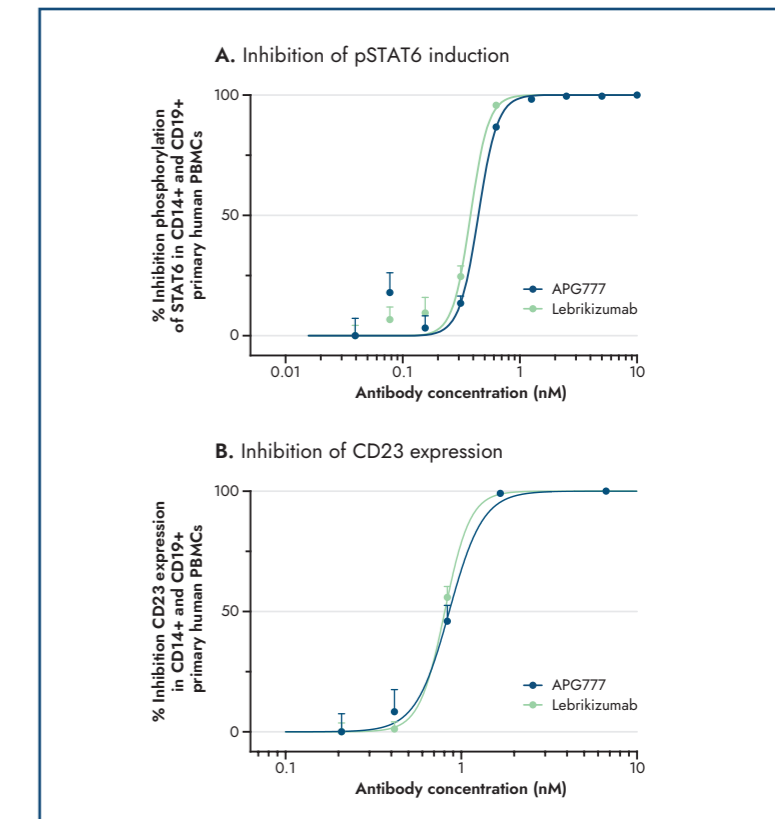 A. Inhibition of pSTAT6 induction
% Inhibition phosphorylation
of STAT6 in CD14+ and CD19+
primary human PBMCs
100
50
0
APG777
Lebrikizumab
0.01
0.1
1
10
Antibody concentration (nM)
B. Inhibition of CD23 expression
% Inhibition CD23 expression
in CD14+ and CD19+
primary human PBMCs
100
50
0
APG777
Lebrikizumab
0.1
1
10
Antibody concentration (nM)